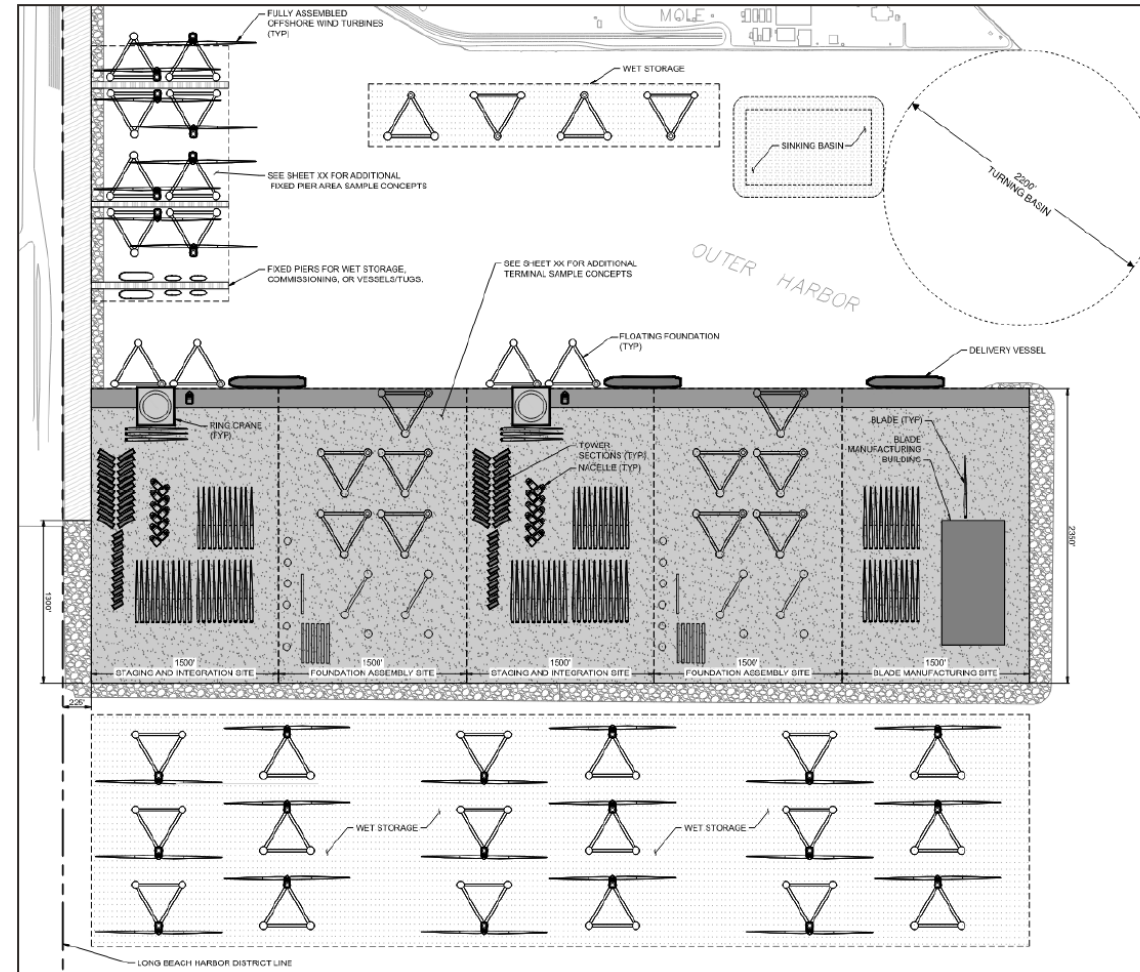 MOLE
FULLY ASSEMBLED
OFFSHORE WIND TURBINES
(TYP)
WET STORAGE
SINKING BASIN
2200'
TURNING BASIN
SEE SHEET XX FOR ADDITIONAL
FIXED PIER AREA SAMPLE CONCEPTS
OUTER HARBOR
SEE SHEET XX FOR ADDITIONAL
TERMINAL SAMPLE CONCEPTS
FIXED PIERS FOR WET STORAGE,
COMMISSIONING, OR VESSELS/TUGS.
FLOATING FOUNDATION
(TYP)
DELIVERY VESSEL
RING CRANE
(TYP)
TOWER
SECTIONS (TYP)
NACELLE (TYP)
BLADE (TYP)
BLADE
MANUFACTURING
BUILDING
2350'
1300'
1500'
STAGING AND INTEGRATION SITE
1500'
FOUNDATION ASSEMBLY SITE
1500'
STAGING AND INTEGRATION SITE
1500'
FOUNDATION ASSEMBLY SITE
1500'
BLADE MANUFACTURING SITE
225'
WET STORAGE
WET STORAGE
LONG BEACH HARBOR DISTRICT LINE